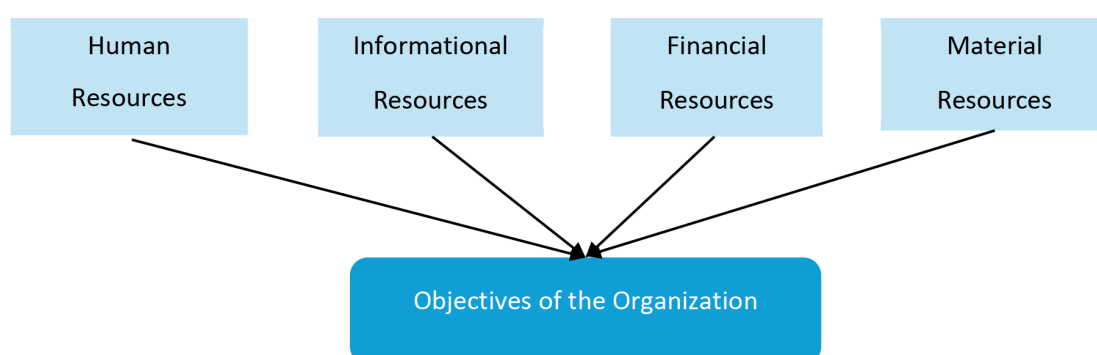 Human
Resources
Informational
Resources
Financial
Resources
Material
Resources
Objectives of the Organization